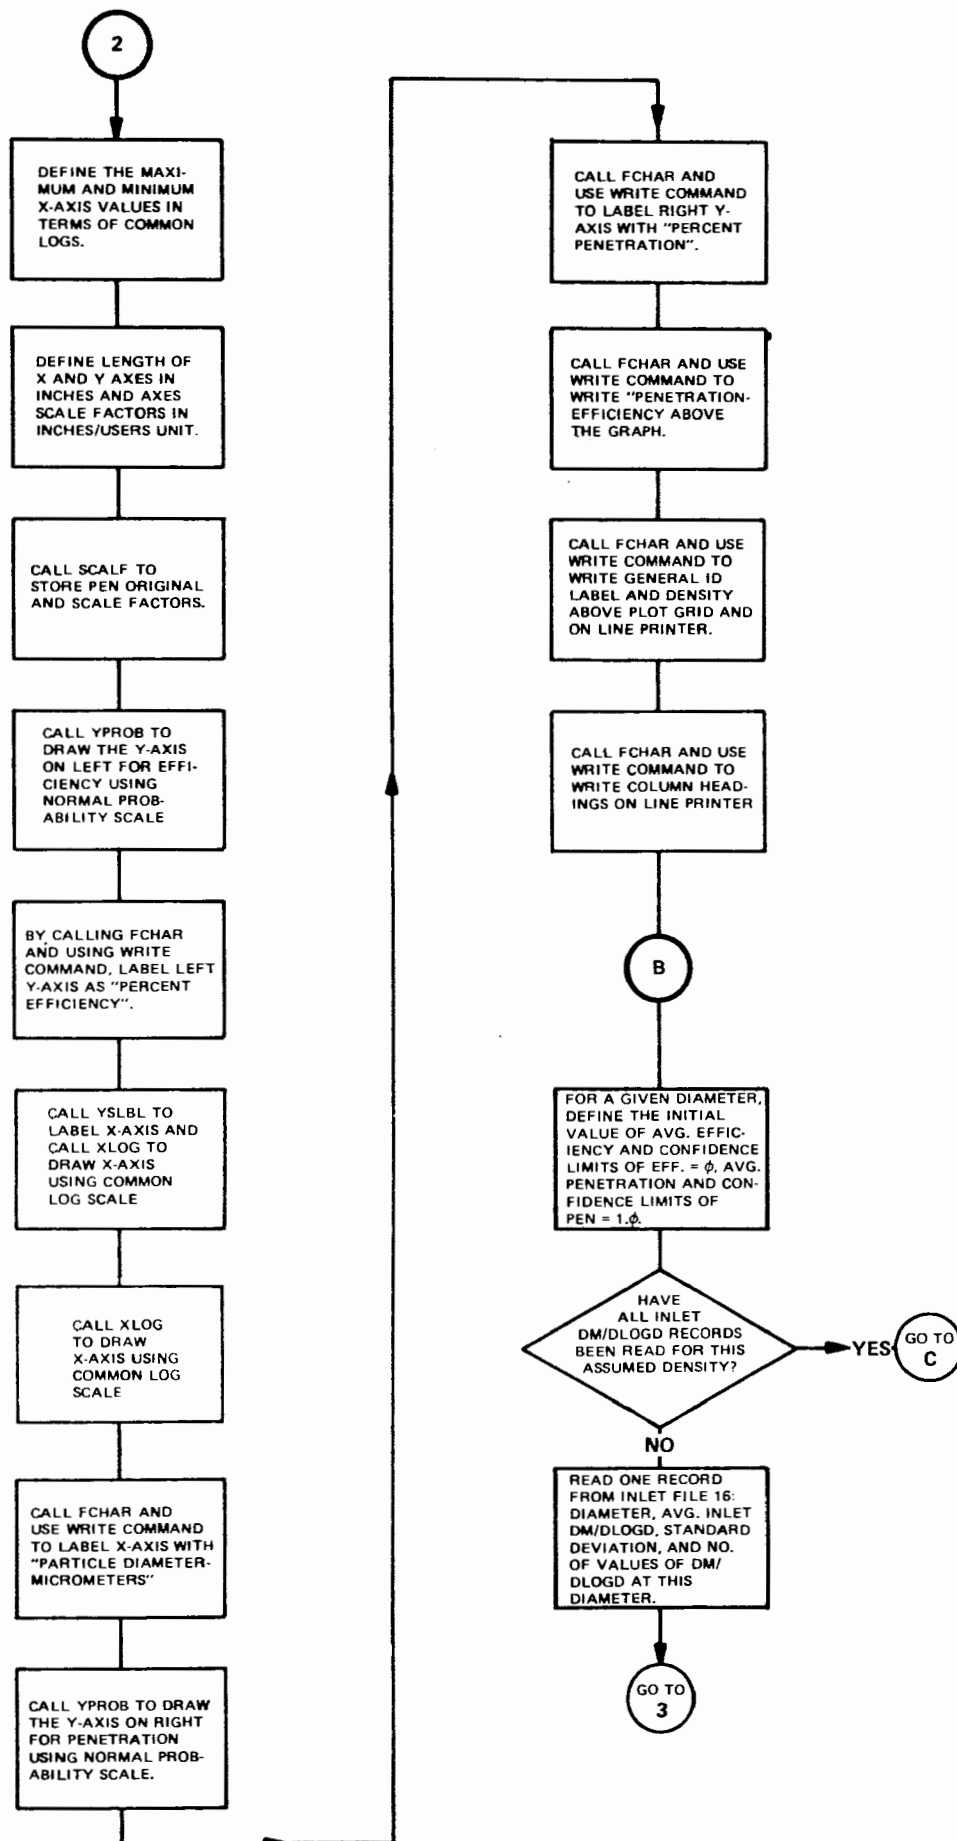 2
DEFINE THE MAXI-
MUM AND MINIMUM
X-AXIS VALUES IN
TERMS OF COMMON
LOGS.
DEFINE LENGTH OF
X AND Y AXES IN
INCHES AND AXES
SCALE FACTORS IN
INCHES/USERS UNIT.
CALL SCALF TO
STORE PEN ORIGINAL
AND SCALE FACTORS.
CALL YPROB TO
DRAW THE Y-AXIS
ON LEFT FOR EFFI-
CIENCY USING
NORMAL PROB-
ABILITY SCALE
BY CALLING FCHAR
AND USING WRITE
COMMAND, LABEL LEFT
Y-AXIS AS "PERCENT
EFFICIENCY".
CALL YSLBL TO
LABEL X-AXIS AND
CALL XLOG TO
DRAW X-AXIS
USING COMMON
LOG SCALE
CALL XLOG
TO DRAW
X-AXIS USING
COMMON LOG
SCALE
CALL FCHAR AND
USE WRITE COMMAND
TO LABEL X-AXIS WITH
"PARTICLE DIAMETER-
MICROMETERS"
CALL YPROB TO DRAW
THE Y-AXIS ON RIGHT
FOR PENETRATION
USING NORMAL PROB-
ABILITY SCALE.
CALL FCHAR AND
USE WRITE COMMAND
TO LABEL RIGHT Y-
AXIS WITH "PERCENT
PENETRATION".
CALL FCHAR AND USE
WRITE COMMAND TO
WRITE "PENETRATION-
EFFICIENCY ABOVE
THE GRAPH.
CALL FCHAR AND USE
WRITE COMMAND TO
WRITE GENERAL ID
LABEL AND DENSITY
ABOVE PLOT GRID AND
ON LINE PRINTER.
CALL FCHAR AND USE
WRITE COMMAND TO
WRITE COLUMN HEAD-
INGS ON LINE PRINTER
B
FOR A GIVEN DIAMETER,
DEFINE THE INITIAL
VALUE OF AVG. EFFIC-
IENCY AND CONFIDENCE
LIMITS OF EFF. = ϕ, AVG.
PENETRATION AND CON-
FIDENCE LIMITS OF
PEN = 1.ϕ.
HAVE
ALL INLET
DM/DLOGD RECORDS
BEEN READ FOR THIS
ASSUMED DENSITY?
YES
GO TO
C
NO
READ ONE RECORD
FROM INLET FILE 16:
DIAMETER, AVG. INLET
DM/DLOGD, STANDARD
DEVIATION, AND NO.
OF VALUES OF DM/
DLOGD AT THIS
DIAMETER.
GO TO
3